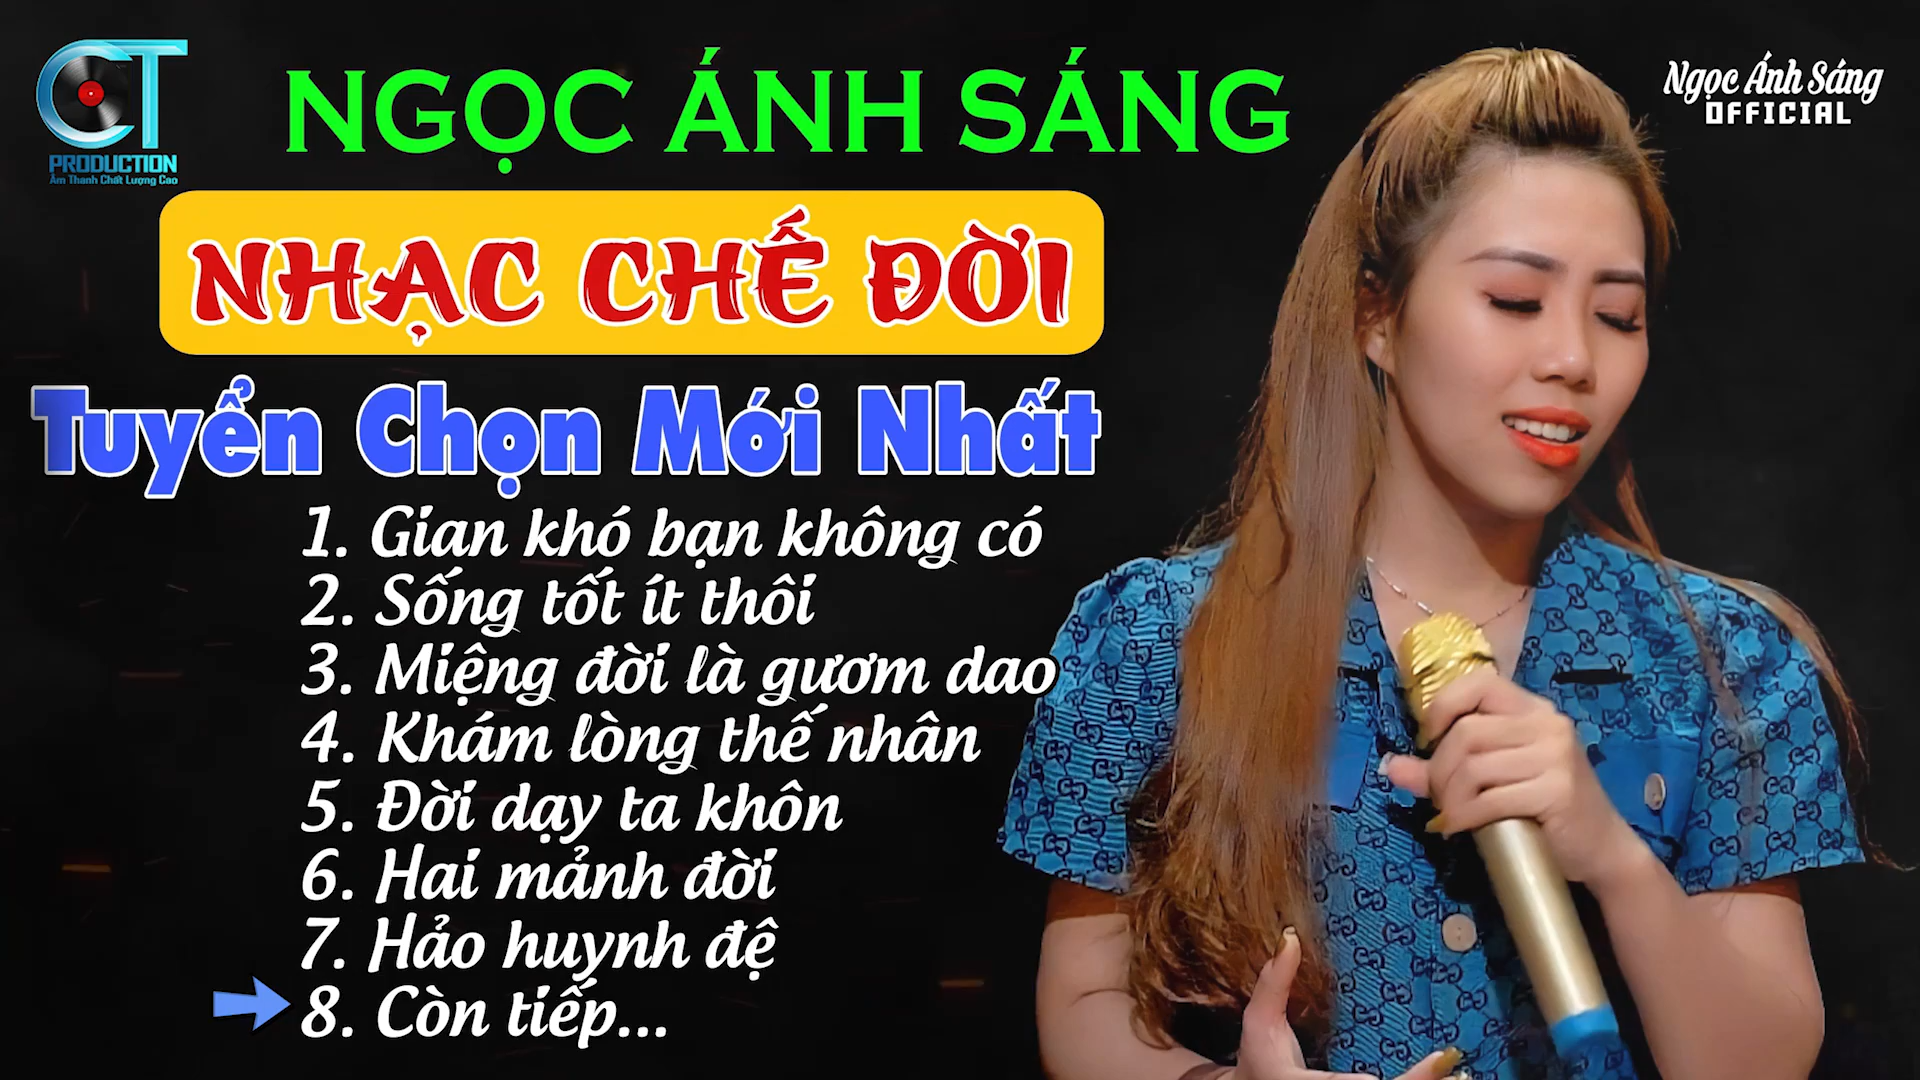 CT
PRODUCTION
Âm Thanh Chất Lượng Cao
NGỌC ÁNH SÁNG
Ngọc Ánh Sáng
OFFICIAL
NHẠC CHẾ ĐỜI
Tuyển Chọn Mới Nhất
1. Gian khó bạn không có
2. Sống tốt ít thôi
3. Miệng đời là gươm dao
4. Khám lòng thế nhân
5. Đời dạy ta khôn
6. Hai mảnh đời
7. Hảo huynh đệ
8. Còn tiếp...